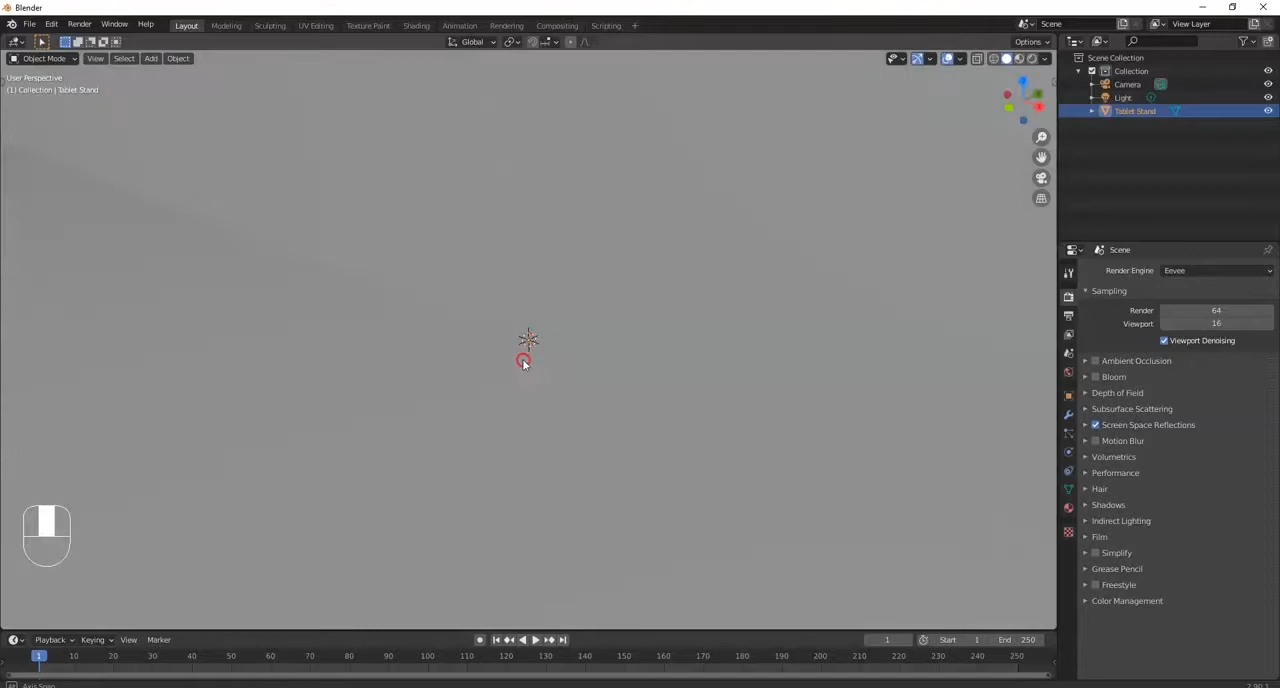 Blender
File Edit Render Window Help Layout Modeling Sculpting UV Editing Texture Paint Shading Animation Rendering Compositing Scripting + Scene View Layer
Global Options
Object Mode View Select Add Object
User Perspective
(1) Collection | Tablet Stand
Scene Collection
Collection
Camera
Light
Tablet Stand
Scene
Render Engine Eevee
Sampling
Render 64
Viewport 16
Viewport Denoising
Ambient Occlusion
Bloom
Depth of Field
Subsurface Scattering
Screen Space Reflections
Motion Blur
Volumetrics
Performance
Hair
Shadows
Indirect Lighting
Film
Simplify
Grease Pencil
Freestyle
Color Management
Playback Keying View Marker 1 Start 1 End 250
1 10 20 30 40 50 60 70 80 90 100 110 120 130 140 150 160 170 180 190 200 210 220 230 240 250
Axis Snap 2.90.1